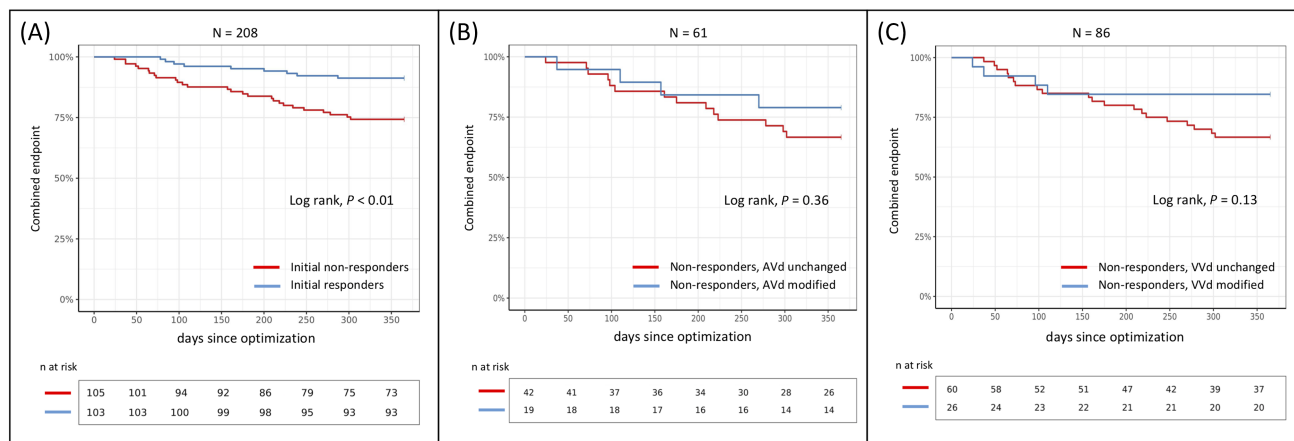 (A)
N = 208
100%
75%
50%
25%
0%
Combined endpoint
Log rank, P < 0.01
Initial non-responders
Initial responders
0 50 100 150 200 250 300 350
days since optimization
n at risk
105 101 94 92 86 79 75 73
103 103 100 99 98 95 93 93
(B)
N = 61
100%
75%
50%
25%
0%
Combined endpoint
Log rank, P = 0.36
Non-responders, AVd unchanged
Non-responders, AVd modified
0 50 100 150 200 250 300 350
days since optimization
n at risk
42 41 37 36 34 30 28 26
19 18 18 17 16 16 14 14
(C)
N = 86
100%
75%
50%
25%
0%
Combined endpoint
Log rank, P = 0.13
Non-responders, VVd unchanged
Non-responders, VVd modified
0 50 100 150 200 250 300 350
days since optimization
n at risk
60 58 52 51 47 42 39 37
26 24 23 22 21 21 20 20